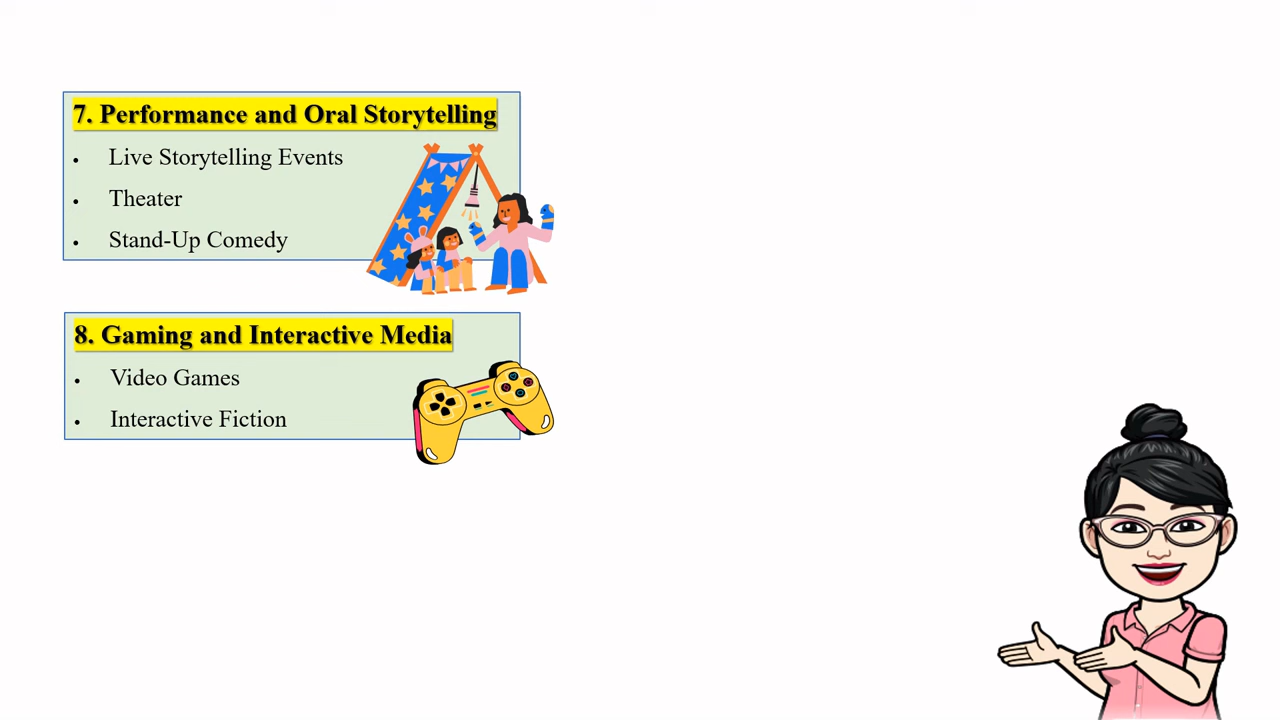 7. Performance and Oral Storytelling
• Live Storytelling Events
• Theater
• Stand-Up Comedy
8. Gaming and Interactive Media
• Video Games
• Interactive Fiction